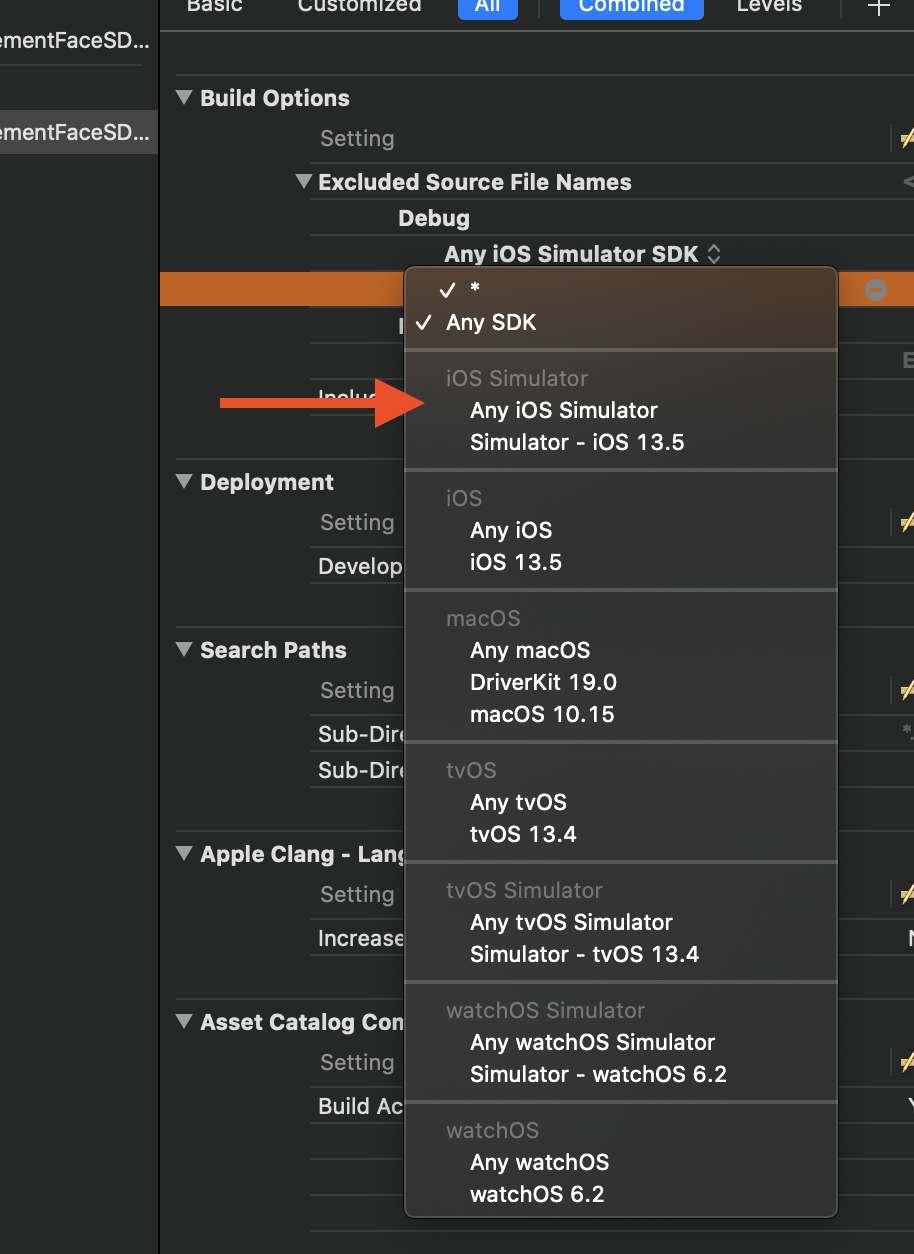 Basic Customized All Combined Levels +
ementFaceSD...
Build Options
ementFaceSD...
Setting
Excluded Source File Names
Debug
Any iOS Simulator SDK
*
Any SDK
iOS Simulator
Any iOS Simulator
Simulator - iOS 13.5
Deployment
iOS
Setting
Any iOS
Develop
iOS 13.5
macOS
Search Paths
Any macOS
Setting
DriverKit 19.0
macOS 10.15
Sub-Dire
Sub-Dire
tvOS
Any tvOS
tvOS 13.4
Apple Clang - Lang
Setting
tvOS Simulator
Any tvOS Simulator
Increase
Simulator - tvOS 13.4
watchOS Simulator
Asset Catalog Com
Any watchOS Simulator
Setting
Simulator - watchOS 6.2
Build Ac
watchOS
Any watchOS
watchOS 6.2